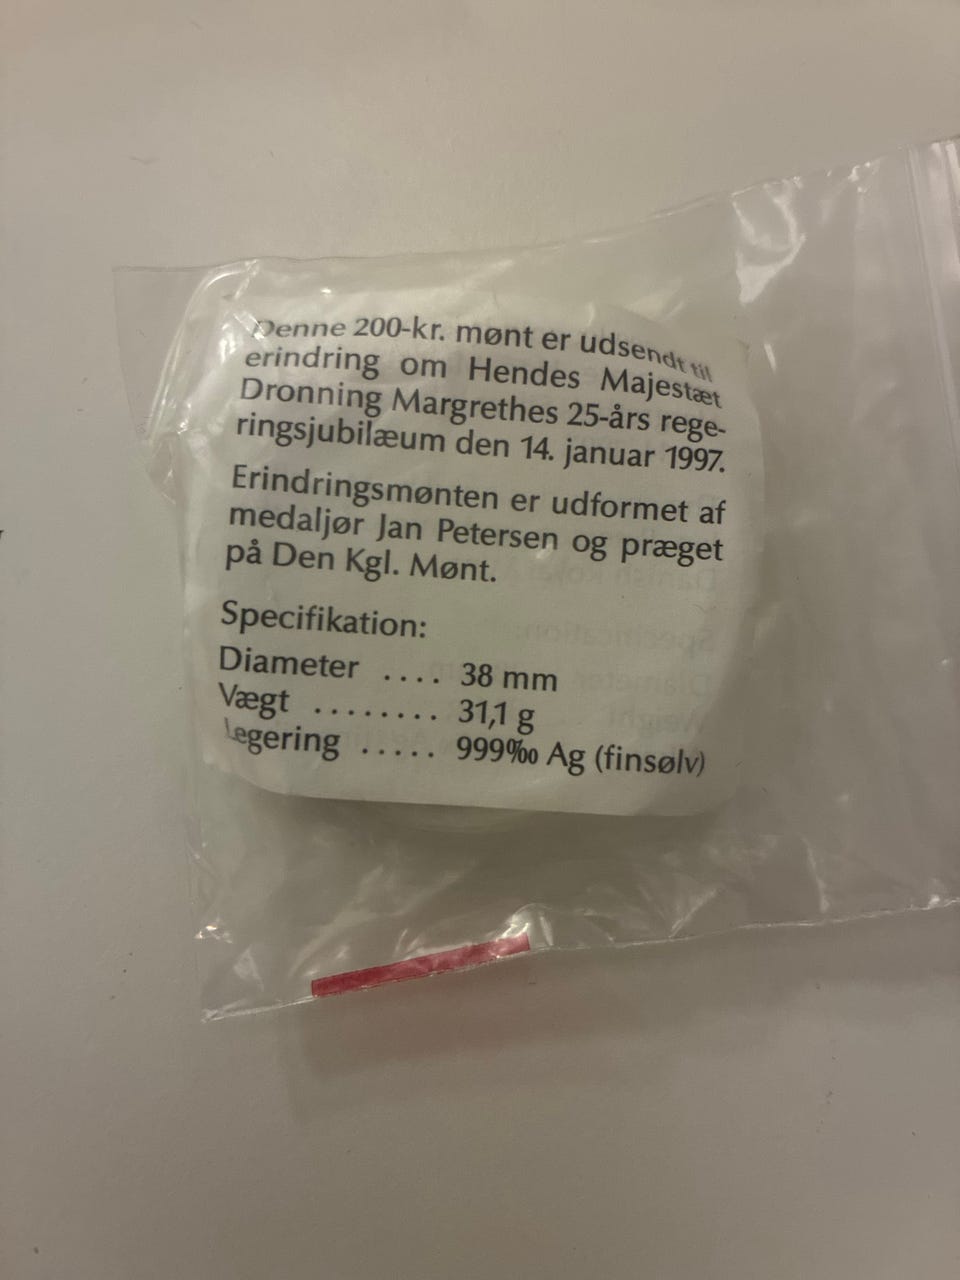 Denne 200-kr. mønt er udsendt til
erindring om Hendes Majestæt
Dronning Margrethes 25-års rege-
ringsjubilæum den 14. januar 1997.
Erindringsmønten er udformet af
medaljør Jan Petersen og præget
på Den Kgl. Mønt.
Specifikation:
Diameter .... 38 mm
Vægt ........ 31,1 g
Legering ..... 999‰ Ag (finsølv)